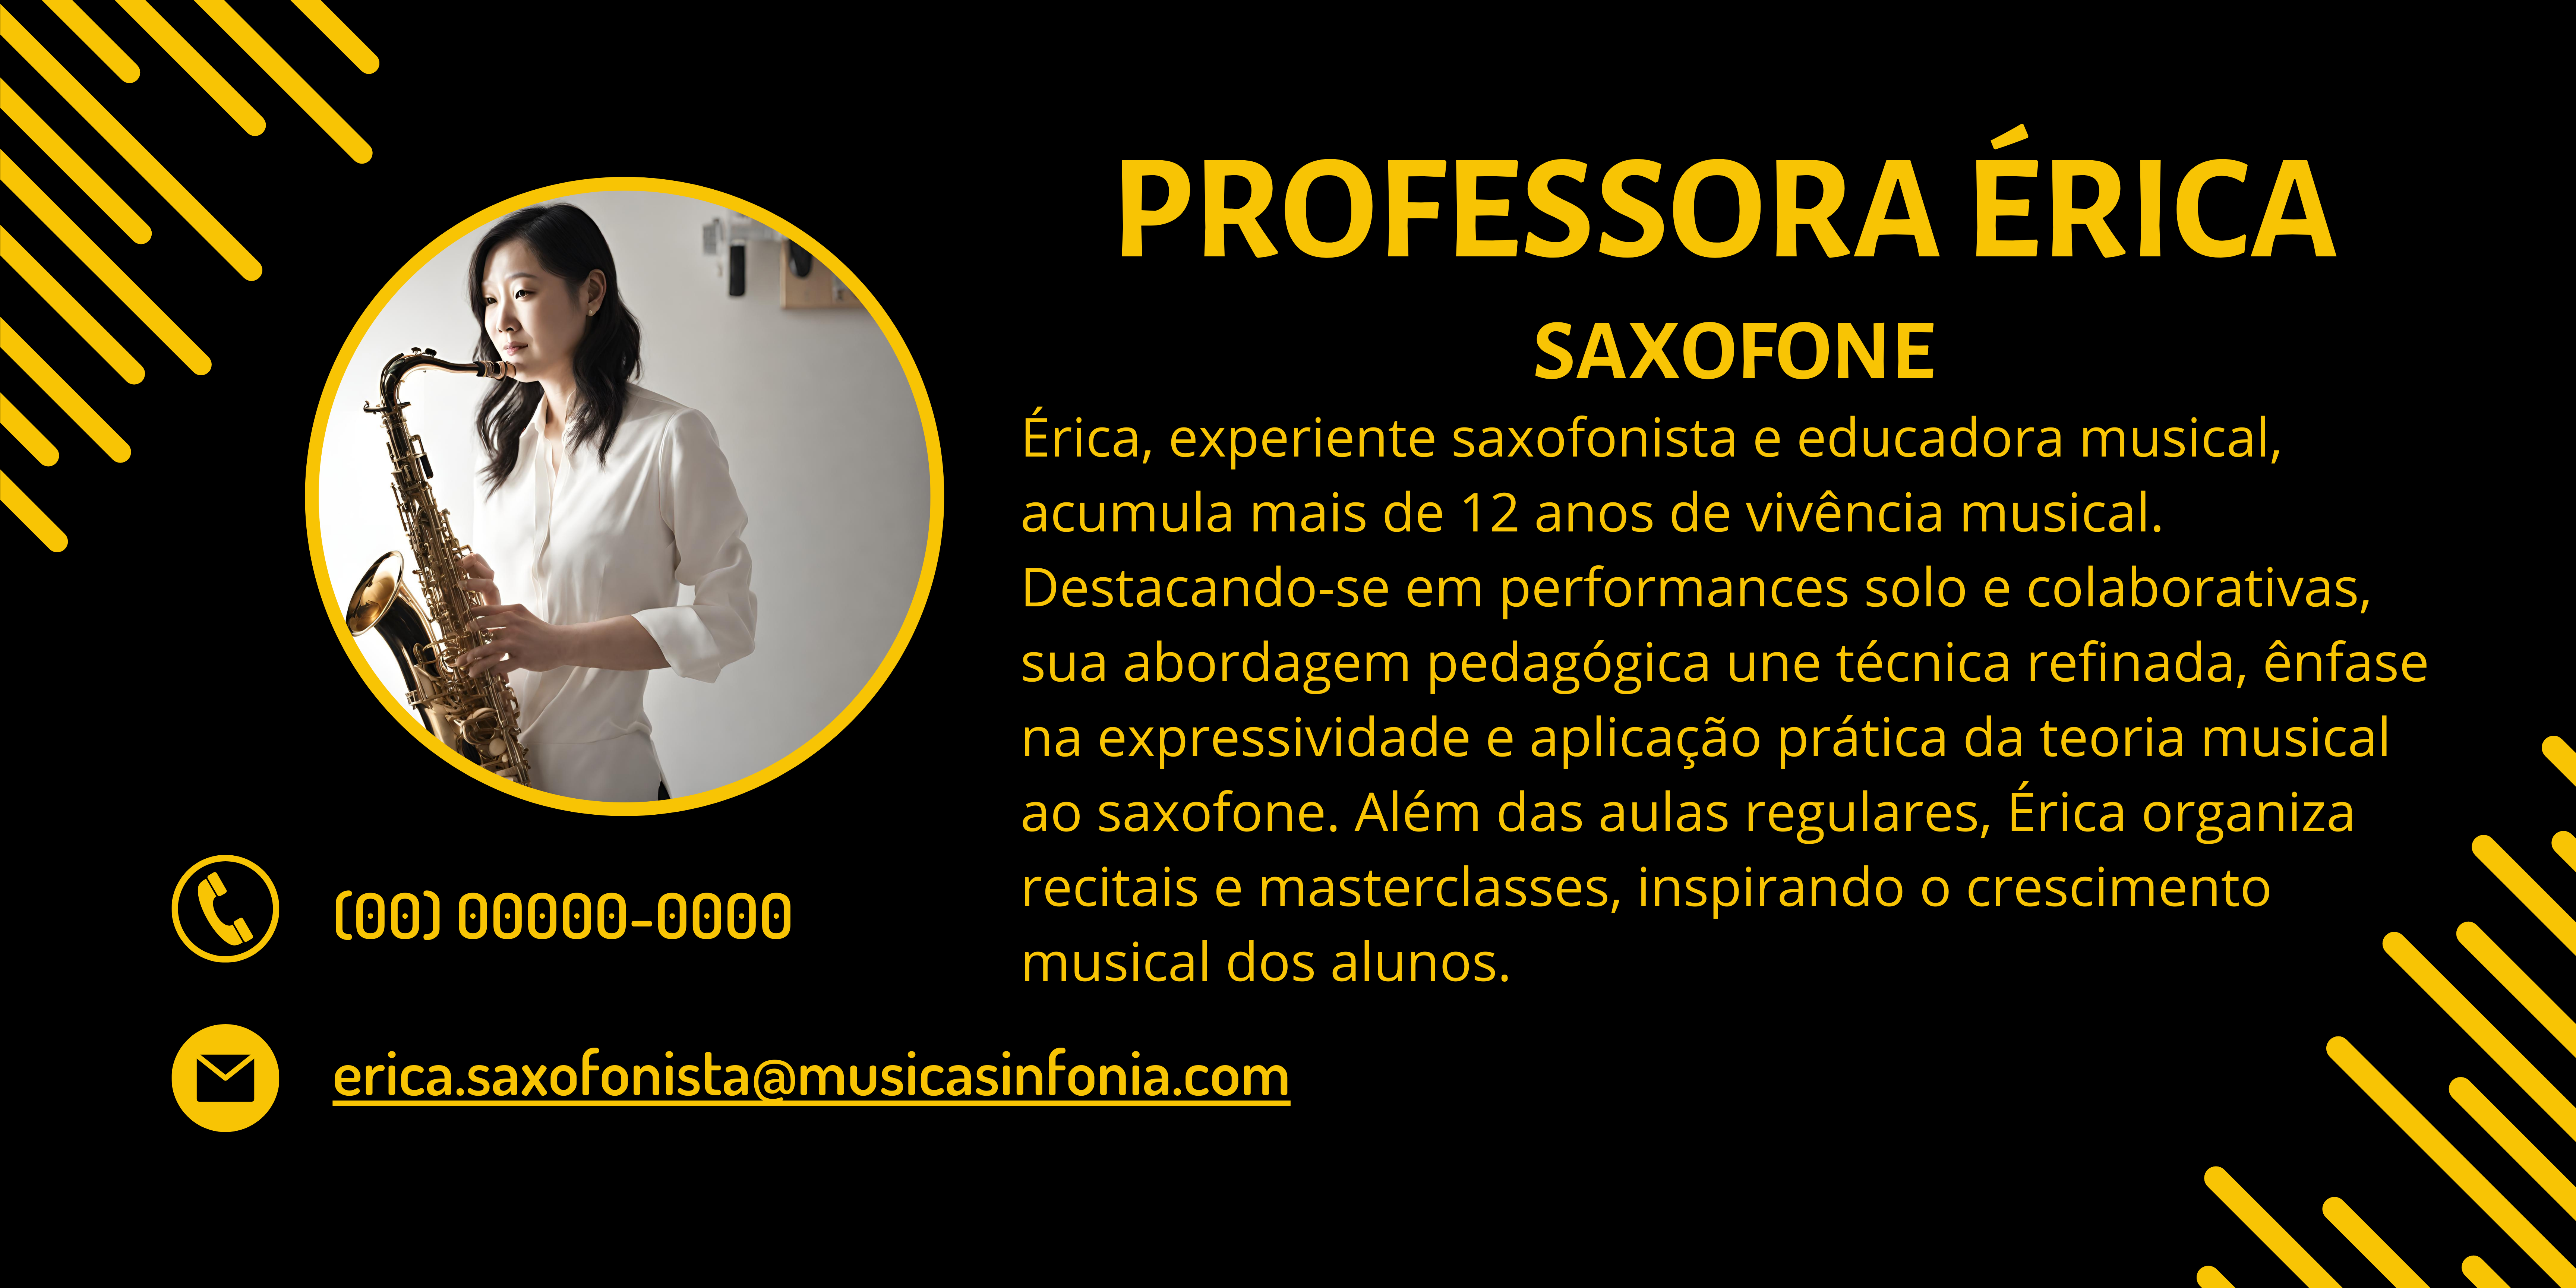 PROFESSORA ÉRICA
SAXOFONE
Érica, experiente saxofonista e educadora musical,
acumula mais de 12 anos de vivência musical.
Destacando-se em performances solo e colaborativas,
sua abordagem pedagógica une técnica refinada, ênfase
na expressividade e aplicação prática da teoria musical
ao saxofone. Além das aulas regulares, Érica organiza
recitais e masterclasses, inspirando o crescimento
musical dos alunos.
(00) 00000-0000
erica.saxofonista@musicasinfonia.com